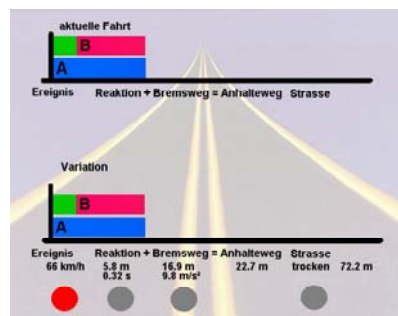 aktuelle Fahrt
B
A
Ereignis Reaktion + Bremsweg = Anhalteweg Strasse
Variation
B
A
Ereignis Reaktion + Bremsweg = Anhalteweg Strasse
66 km/h 5.8 m 16.9 m 22.7 m trocken 72.2 m
0.32 s 9.8 m/s²